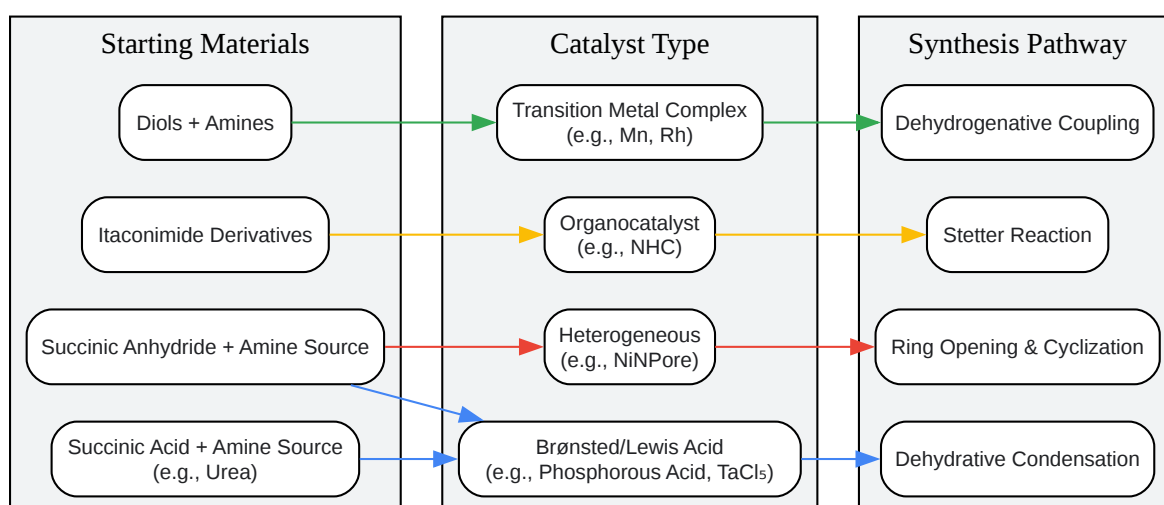 Starting Materials
Catalyst Type
Synthesis Pathway
Diols + Amines
Transition Metal Complex
(e.g., Mn, Rh)
Dehydrogenative Coupling
Itaconimide Derivatives
Organocatalyst
(e.g., NHC)
Stetter Reaction
Succinic Anhydride + Amine Source
Heterogeneous
(e.g., NiNPore)
Ring Opening & Cyclization
Succinic Acid + Amine Source
(e.g., Urea)
Brønsted/Lewis Acid
(e.g., Phosphorous Acid, TaCl₅)
Dehydrative Condensation